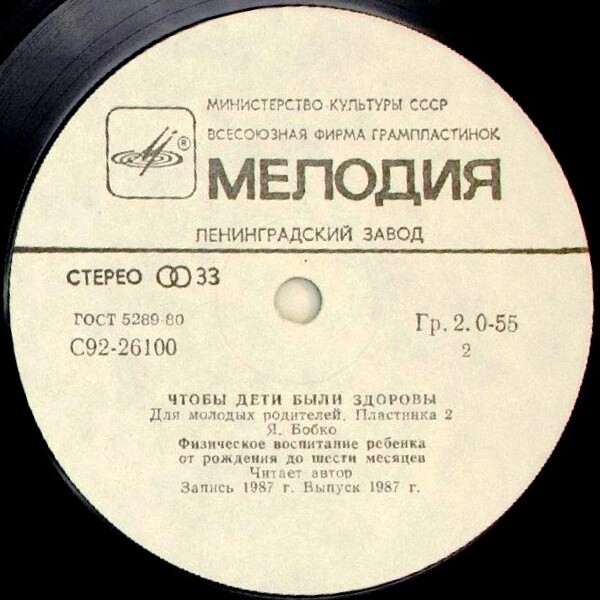 МИНИСТЕРСТВО КУЛЬТУРЫ СССР
ВСЕСОЮЗНАЯ ФИРМА ГРАМПЛАСТИНОК
®
МЕЛОДИЯ
ЛЕНИНГРАДСКИЙ ЗАВОД
СТЕРЕО 33
ГОСТ 5289-80
С92-26100
Гр. 2. 0-55
2
ЧТОБЫ ДЕТИ БЫЛИ ЗДОРОВЫ
Для молодых родителей. Пластинка 2
Я. Бобко
Физическое воспитание ребенка
от рождения до шести месяцев
Читает автор
Запись 1987 г. Выпуск 1987 г.